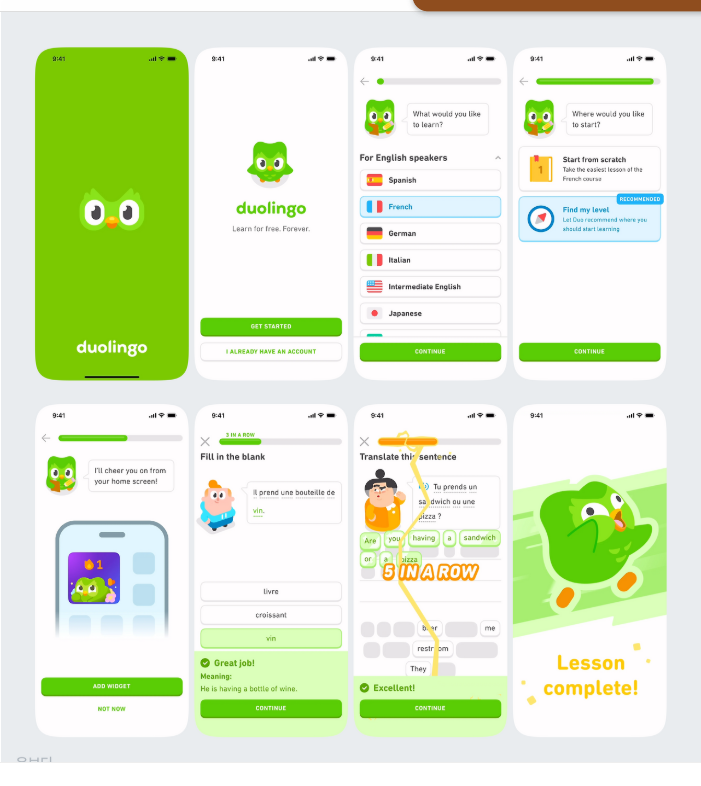 9:41
duolingo
9:41
duolingo
Learn for free. Forever.
GET STARTED
I ALREADY HAVE AN ACCOUNT
9:41
What would you like
to learn?
For English speakers
Spanish
French
German
Italian
Intermediate English
Japanese
CONTINUE
9:41
Where would you like
to start?
1
Start from scratch
Take the easiest lesson of the
French course
RECOMMENDED
Find my level
Let Duo recommend where you
should start learning
CONTINUE
9:41
I'll cheer you on from
your home screen!
1
ADD WIDGET
NOT NOW
9:41
3 IN A ROW
Fill in the blank
Il prend une bouteille de
vin.
livre
croissant
vin
Great job!
Meaning:
He is having a bottle of wine.
CONTINUE
9:41
Translate this sentence
Tu prends un
sandwich ou une
pizza ?
Are you having a sandwich
or a pizza
5 IN A ROW
bear me
restroom
They
Excellent!
CONTINUE
9:41
Lesson
complete!